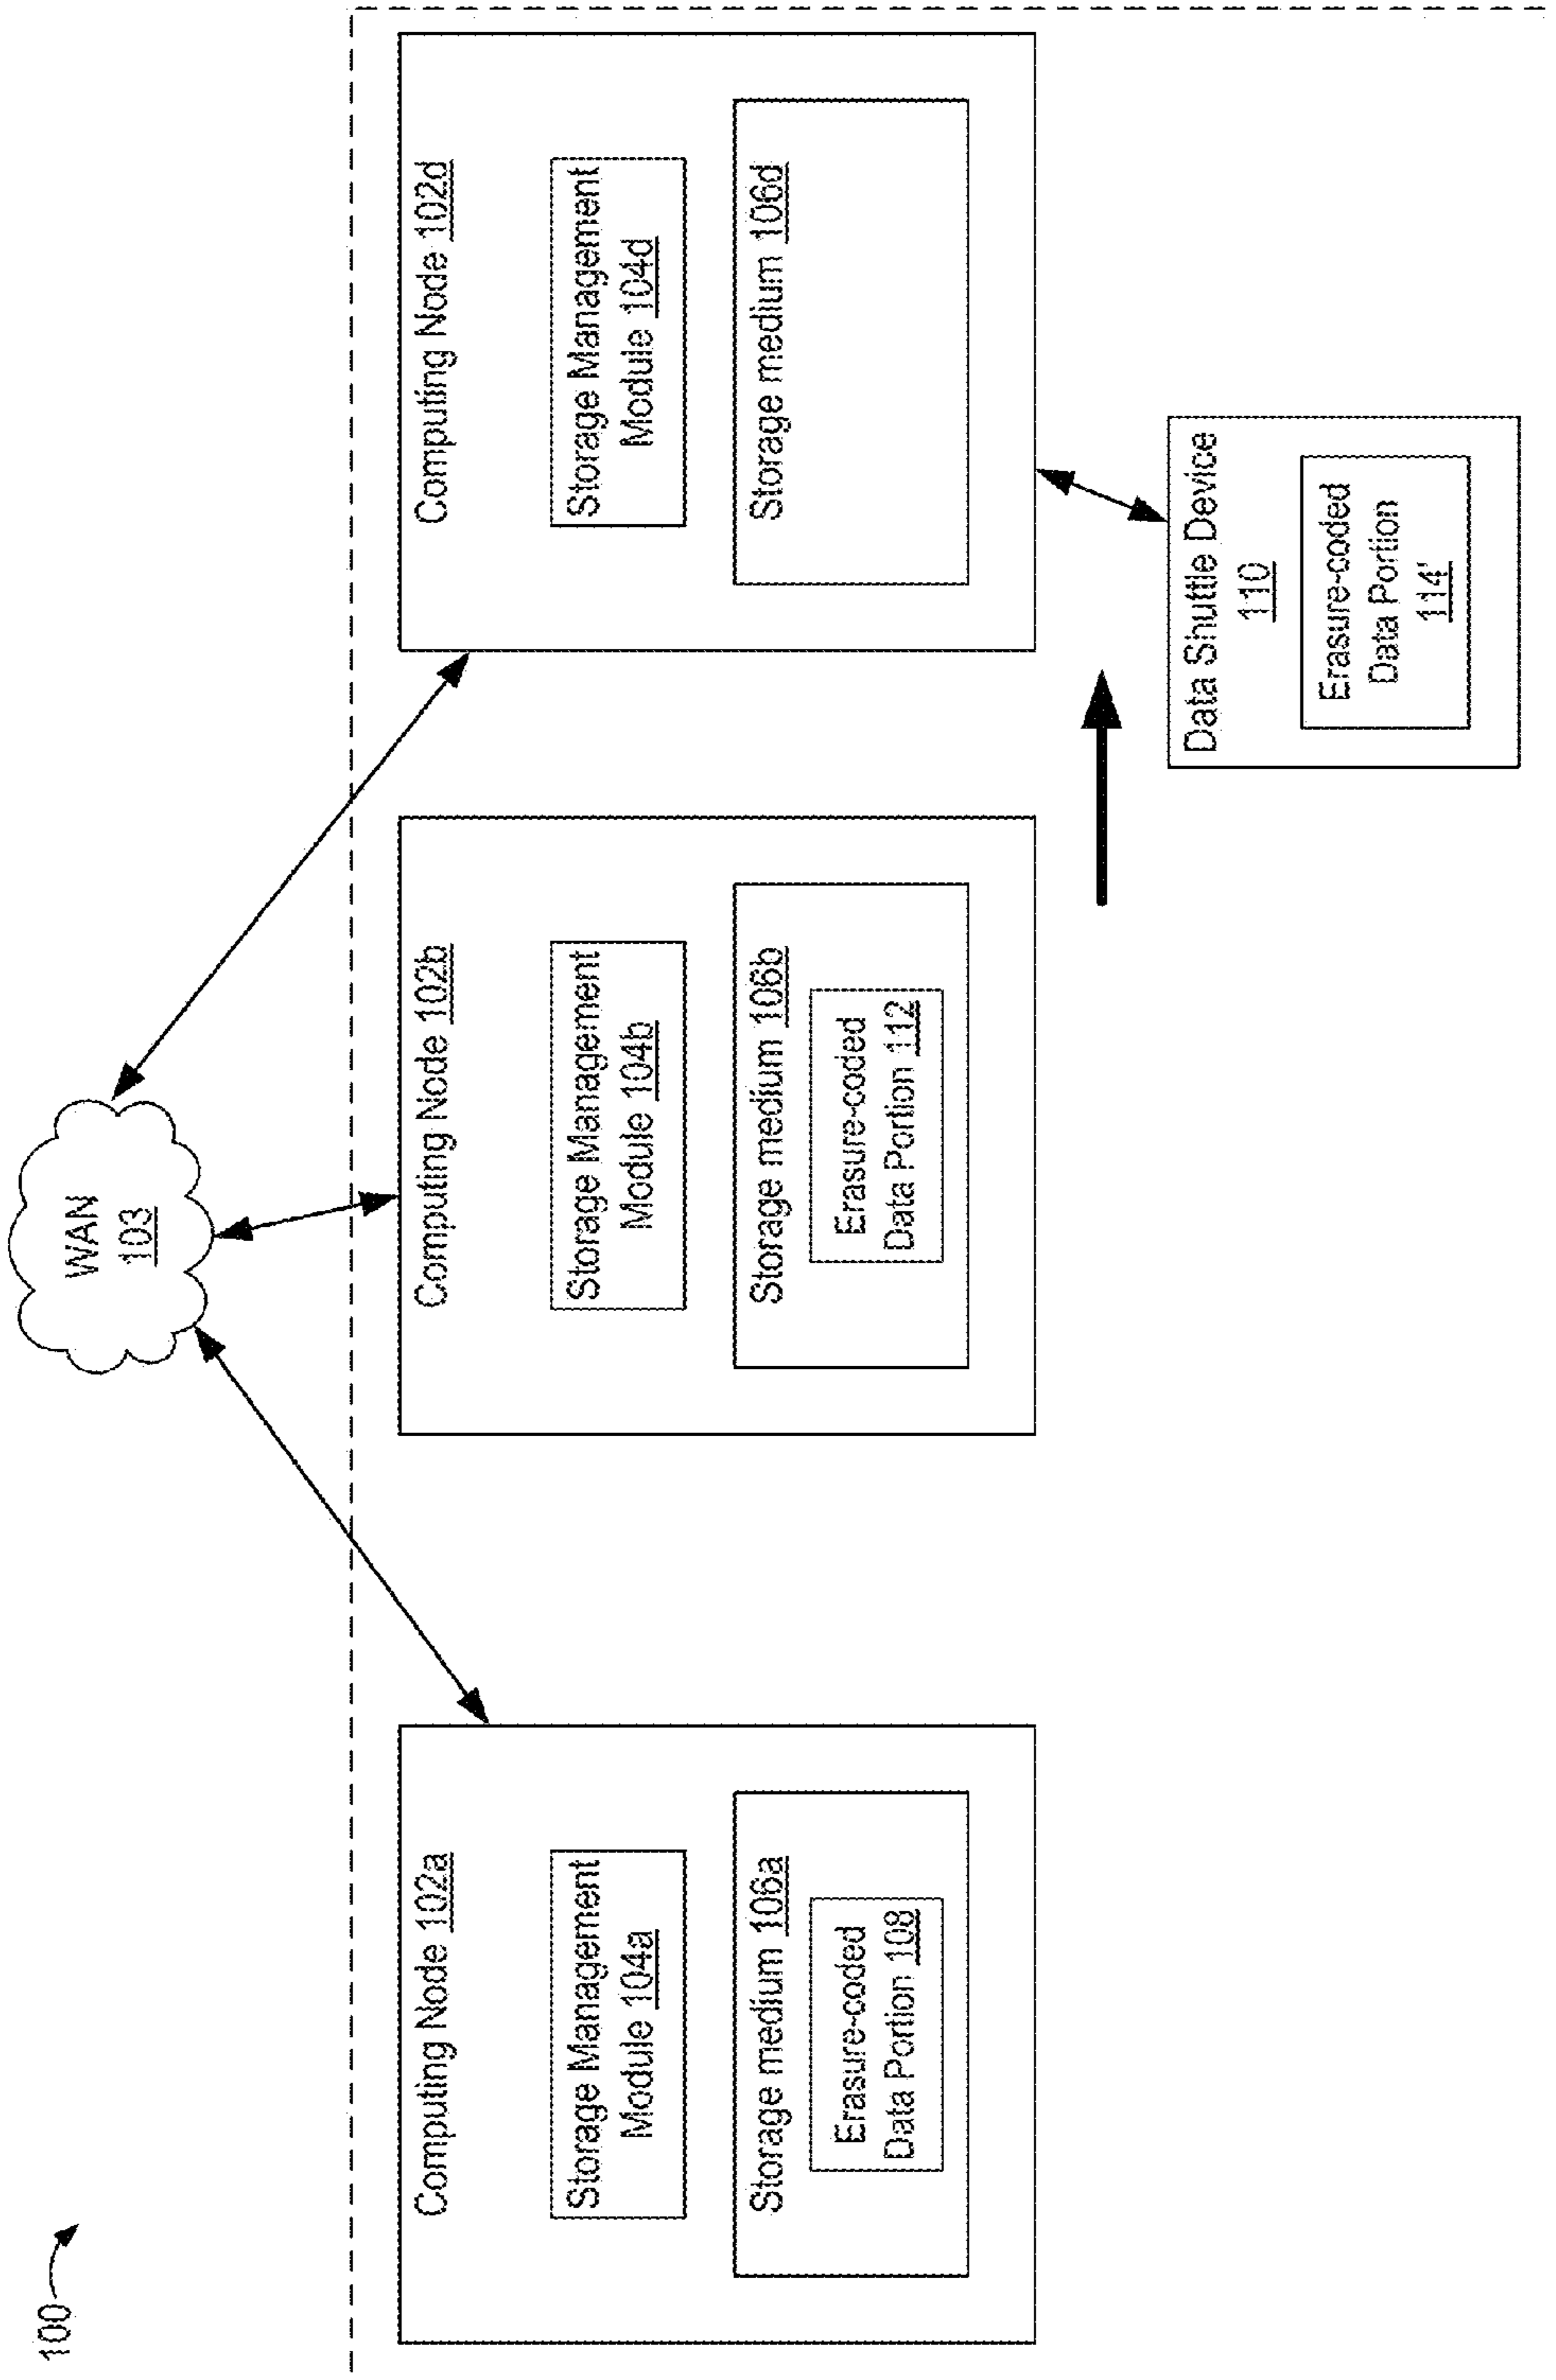 100
WAN
103
Computing Node 102a
Storage Management
Module 104a
Storage medium 106a
Erasure-coded
Data Portion 108
Computing Node 102b
Storage Management
Module 104b
Storage medium 106b
Erasure-coded
Data Portion 112
Computing Node 102d
Storage Management
Module 104d
Storage medium 106d
Data Shuttle Device
110
Erasure-coded
Data Portion
114'